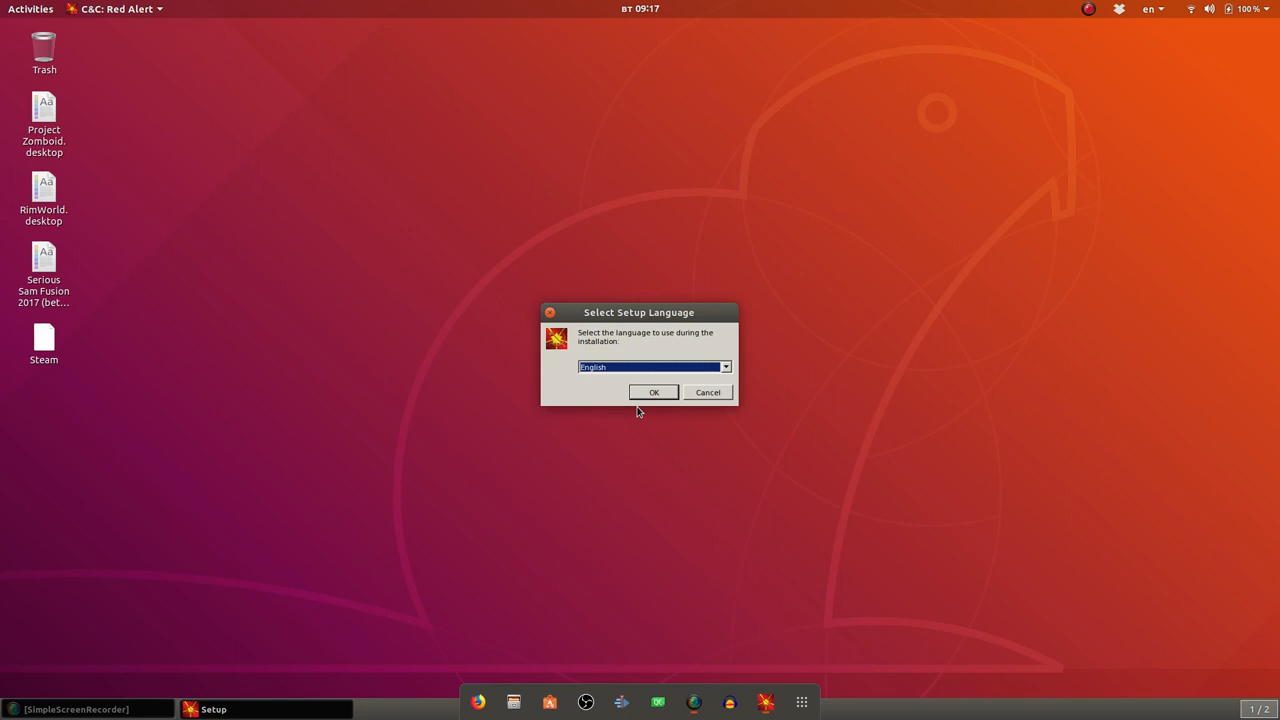 Activities
C&C: Red Alert
вт 09:17
en
100 %
Trash
Project
Zomboid.
desktop
RimWorld.
desktop
Serious
Sam Fusion
2017 (bet…
Steam
Select Setup Language
Select the language to use during the
installation:
English
OK
Cancel
[SimpleScreenRecorder]
Setup
1 / 2